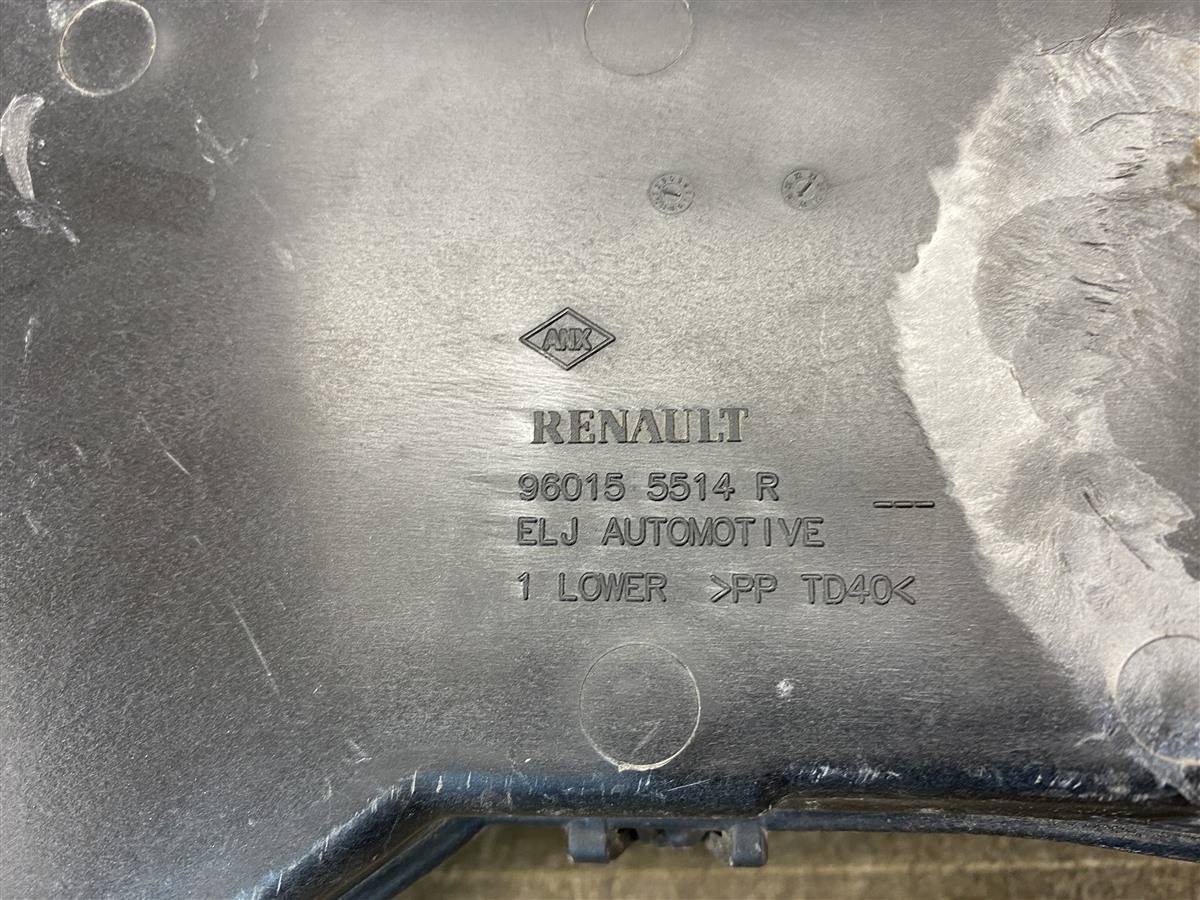 ANX
RENAULT
96015 5514 R ---
ELJ AUTOMOTIVE
1 LOWER >PP TD40<